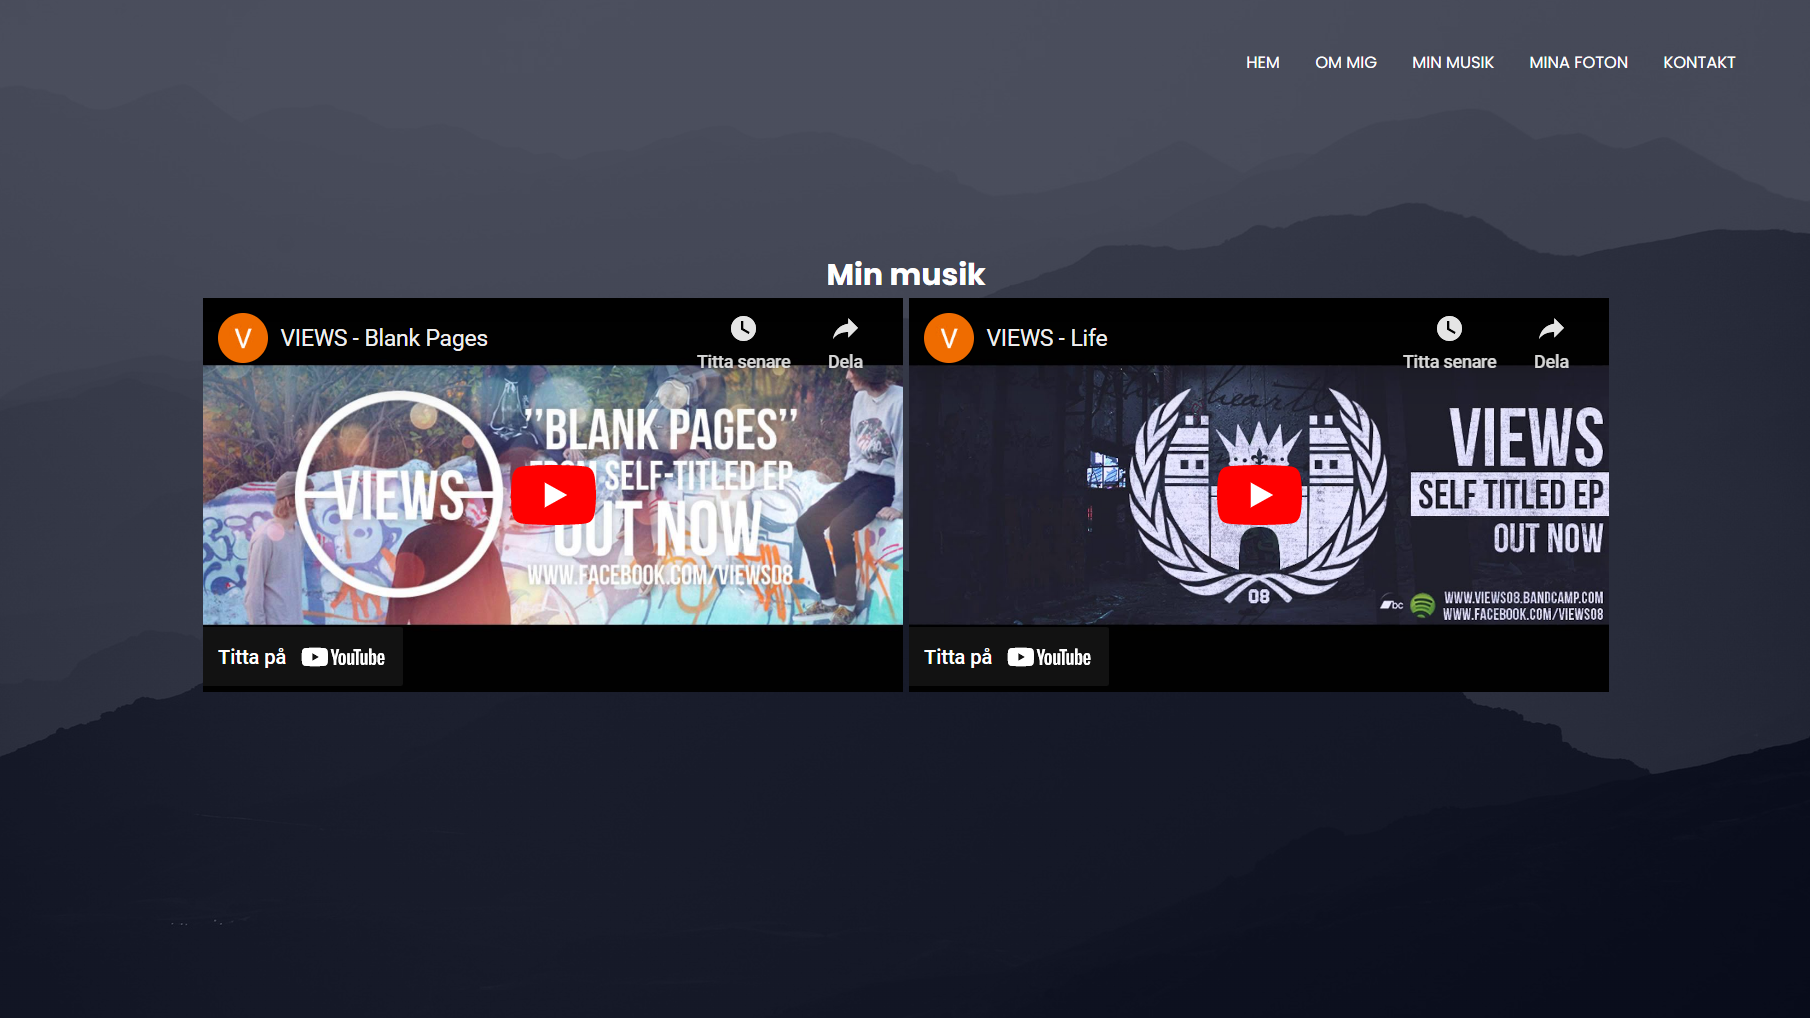 HEM OM MIG MIN MUSIK MINA FOTON KONTAKT
Min musik
V VIEWS - Blank Pages
Titta senare Dela
"BLANK PAGES"
SELF-TITLED EP
VIEWS
OUT NOW
WWW.FACEBOOK.COM/VIEWS08
Titta på YouTube
V VIEWS - Life
Titta senare Dela
VIEWS
SELF TITLED EP
OUT NOW
08
bc
WWW.VIEWS08.BANDCAMP.COM
WWW.FACEBOOK.COM/VIEWS08
Titta på YouTube